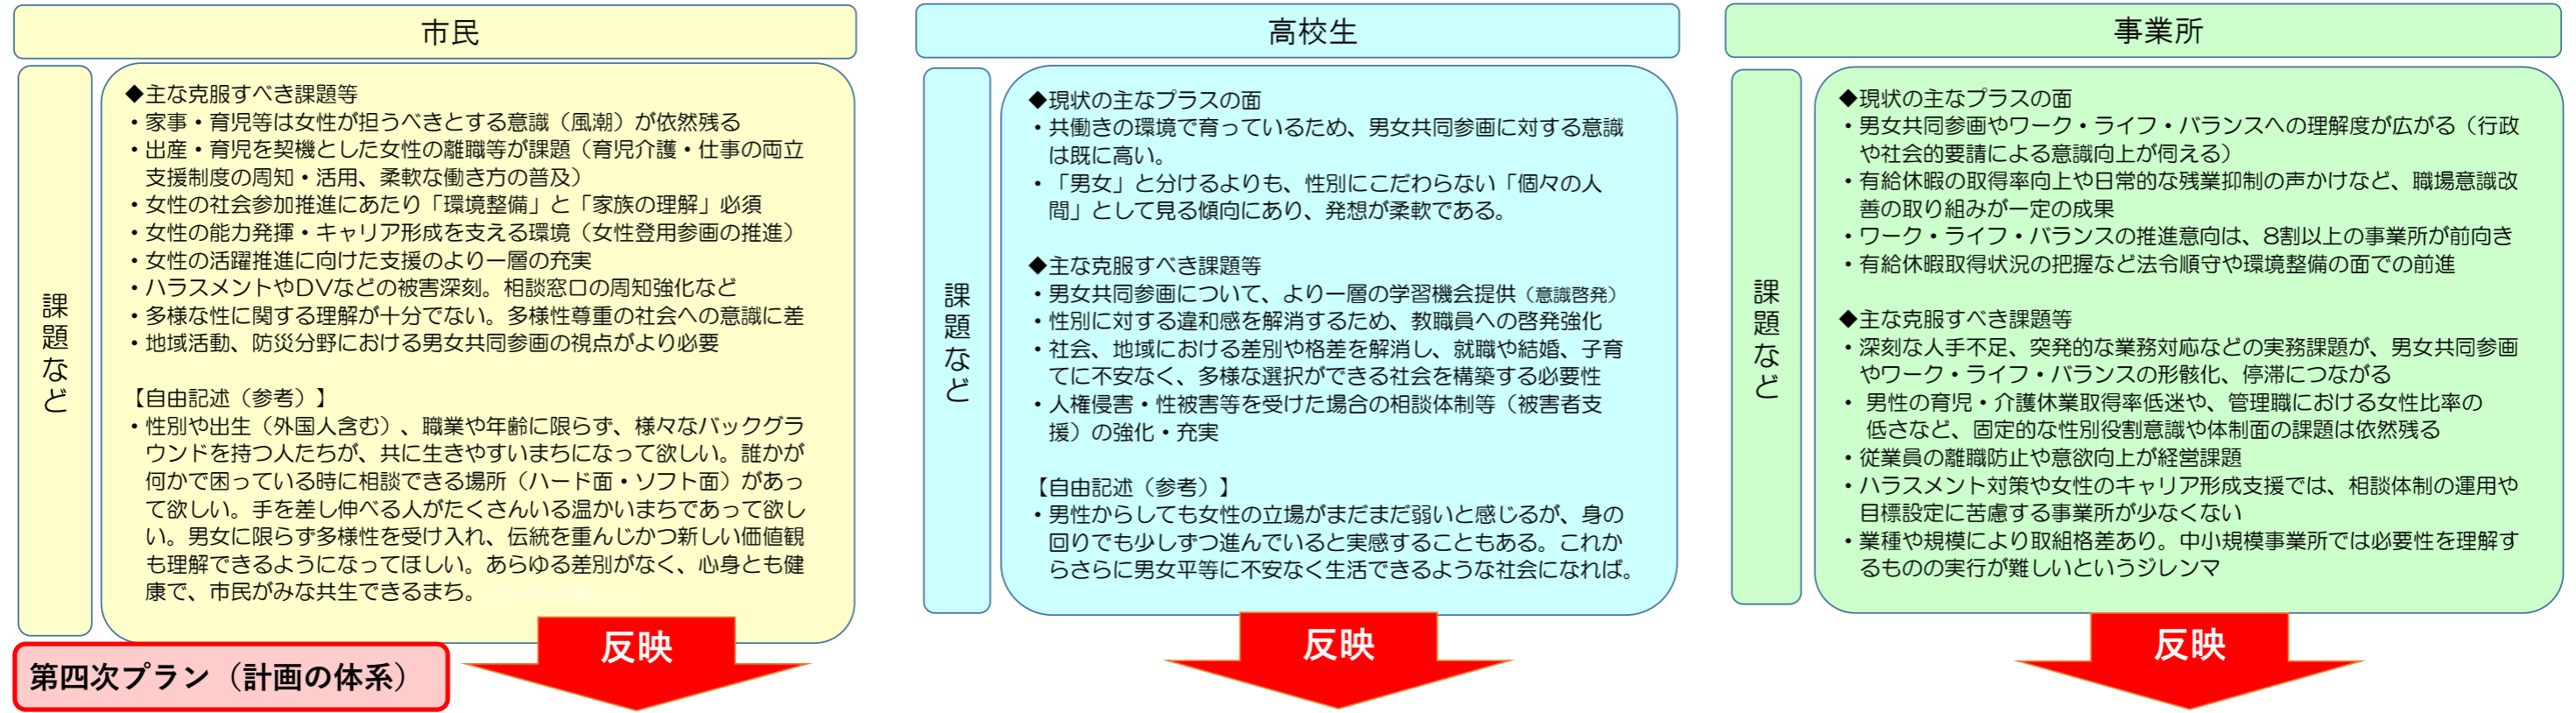 市民
課題など
◆主な克服すべき課題等
・家事・育児等は女性が担うべきとする意識（風潮）が依然残る
・出産・育児を契機とした女性の離職等が課題（育児介護・仕事の両立
支援制度の周知・活用、柔軟な働き方の普及）
・女性の社会参加推進にあたり「環境整備」と「家族の理解」必須
・女性の能力発揮・キャリア形成を支える環境（女性登用参画の推進）
・女性の活躍推進に向けた支援のより一層の充実
・ハラスメントやDVなどの被害深刻。相談窓口の周知強化など
・多様な性に関する理解が十分でない。多様性尊重の社会への意識に差
・地域活動、防災分野における男女共同参画の視点がより必要
【自由記述（参考）】
・性別や出生（外国人含む）、職業や年齢に限らず、様々なバックグラ
ウンドを持つ人たちが、共に生きやすいまちになって欲しい。誰かが
何かで困っている時に相談できる場所（ハード面・ソフト面）があっ
て欲しい。手を差し伸べる人がたくさんいる温かいまちであって欲し
い。男女に限らず多様性を受け入れ、伝統を重んじかつ新しい価値観
も理解できるようになってほしい。あらゆる差別がなく、心身とも健
康で、市民がみな共生できるまち。
反映
高校生
課題など
◆現状の主なプラスの面
・共働きの環境で育っているため、男女共同参画に対する意識
は既に高い。
・「男女」と分けるよりも、性別にこだわらない「個々の人
間」として見る傾向にあり、発想が柔軟である。
◆主な克服すべき課題等
・男女共同参画について、より一層の学習機会提供（意識啓発）
・性別に対する違和感を解消するため、教職員への啓発強化
・社会、地域における差別や格差を解消し、就職や結婚、子育
てに不安なく、多様な選択ができる社会を構築する必要性
・人権侵害・性被害等を受けた場合の相談体制等（被害者支
援）の強化・充実
【自由記述（参考）】
・男性からしても女性の立場がまだまだ弱いと感じるが、身の
回りでも少しずつ進んでいると実感することもある。これか
らさらに男女平等に不安なく生活できるような社会になれば。
反映
事業所
課題など
◆現状の主なプラスの面
・男女共同参画やワーク・ライフ・バランスへの理解度が広がる（行政
や社会的要請による意識向上が伺える）
・有給休暇の取得率向上や日常的な残業抑制の声かけなど、職場意識改
善の取り組みが一定の成果
・ワーク・ライフ・バランスの推進意向は、8割以上の事業所が前向き
・有給休暇取得状況の把握など法令順守や環境整備の面での前進
◆主な克服すべき課題等
・深刻な人手不足、突発的な業務対応などの実務課題が、男女共同参画
やワーク・ライフ・バランスの形骸化、停滞につながる
・ 男性の育児・介護休業取得率低迷や、管理職における女性比率の
低さなど、固定的な性別役割意識や体制面の課題は依然残る
・従業員の離職防止や意欲向上が経営課題
・ハラスメント対策や女性のキャリア形成支援では、相談体制の運用や
目標設定に苦慮する事業所が少なくない
・業種や規模により取組格差あり。中小規模事業所では必要性を理解す
るものの実行が難しいというジレンマ
反映
第四次プラン（計画の体系）